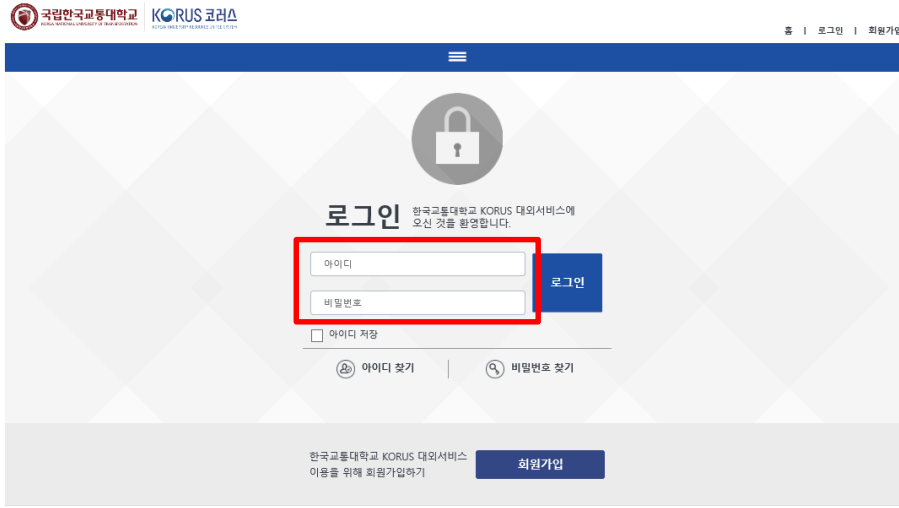 국립한국교통대학교
KOREA NATIONAL UNIVERSITY OF TRANSPORTATION
KORUS 코러스
홈 | 로그인 | 회원가입
로그인
한국교통대학교 KORUS 대외서비스에
오신 것을 환영합니다.
아이디
로그인
비밀번호
아이디 저장
아이디 찾기
비밀번호 찾기
한국교통대학교 KORUS 대외서비스
이용을 위해 회원가입하기
회원가입